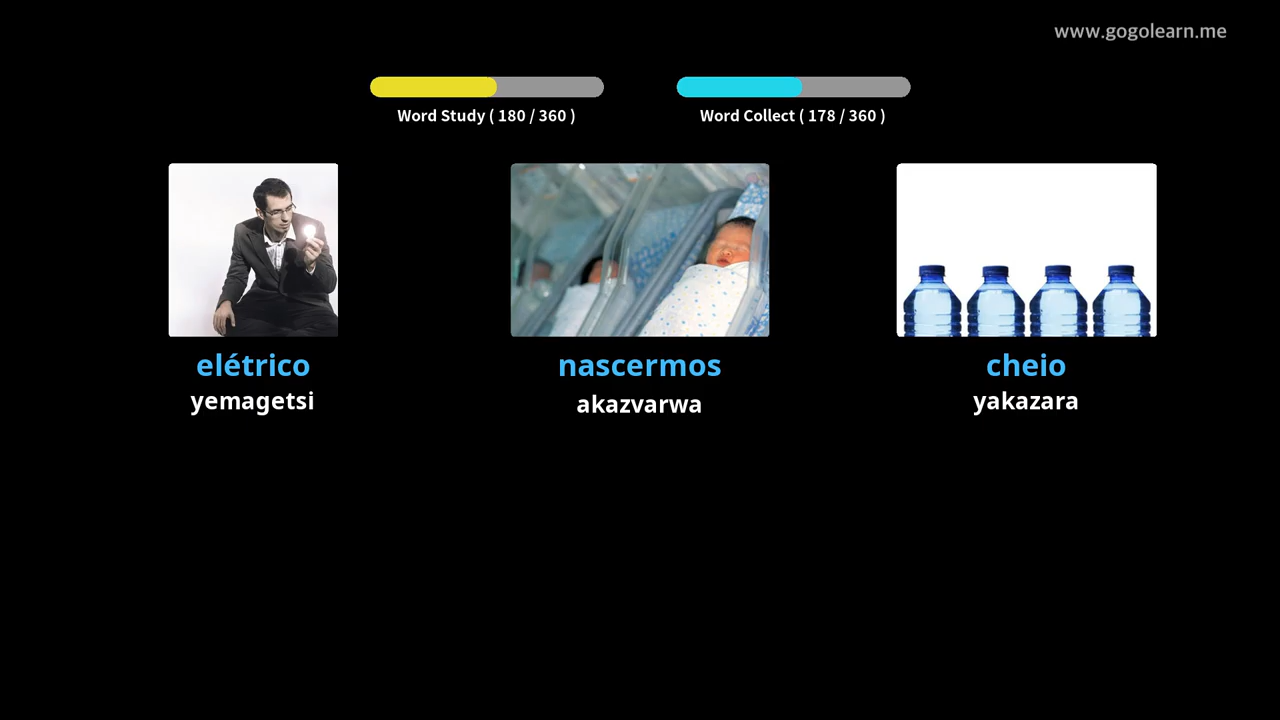 www.gogolearn.me
Word Study ( 180 / 360 )
Word Collect ( 178 / 360 )
elétrico
yemagetsi
nascermos
akazvarwa
cheio
yakazara